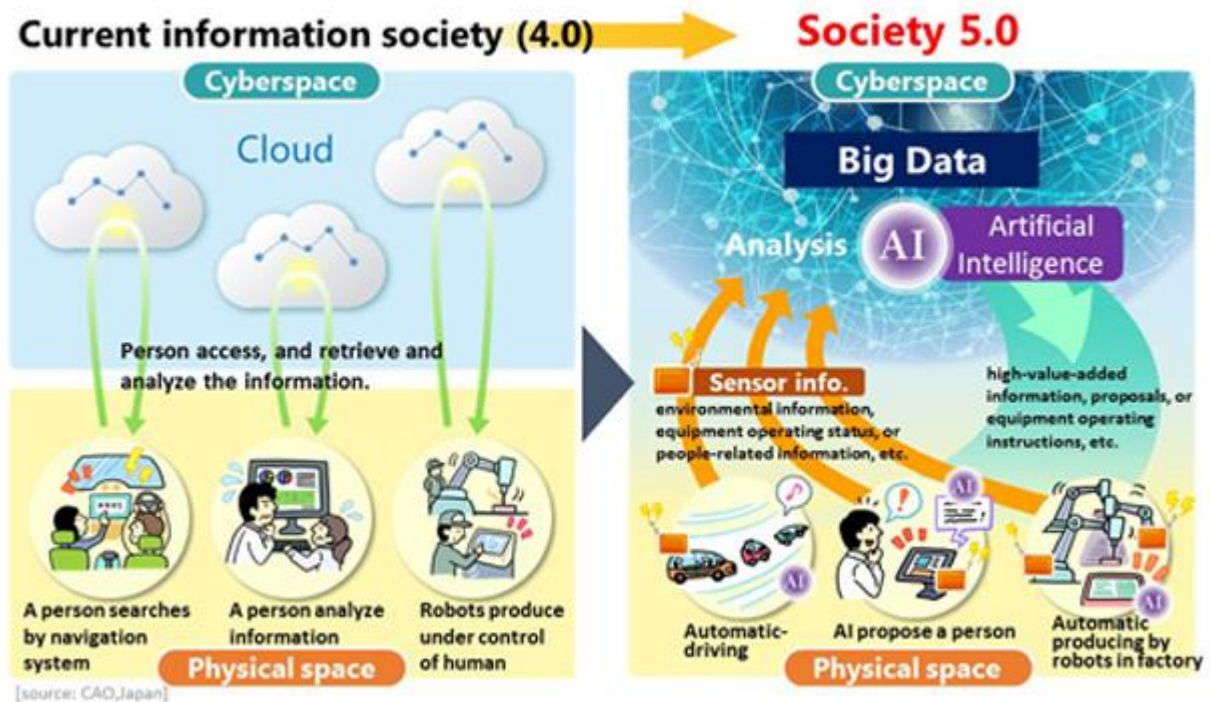 Current information society (4.0)
Society 5.0
Cyberspace
Cloud
Person access, and retrieve and
analyze the information.
A person searches
by navigation
system
A person analyze
information
Robots produce
under control
of human
Physical space
[source: CAO,Japan]
Cyberspace
Big Data
Analysis
AI
Artificial
Intelligence
Sensor info.
environmental information,
equipment operating status, or
people-related information, etc.
high-value-added
information, proposals, or
equipment operating
instructions, etc.
AI
!
AI
AI
Automatic-
driving
AI propose a person
Automatic
producing by
robots in factory
Physical space